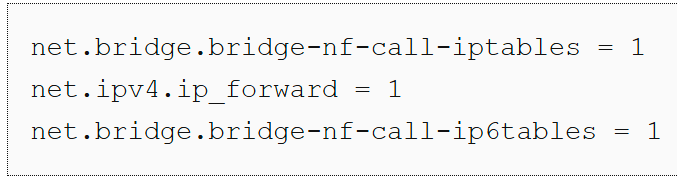 net.bridge.bridge-nf-call-iptables = 1
net.ipv4.ip_forward = 1
net.bridge.bridge-nf-call-ip6tables = 1